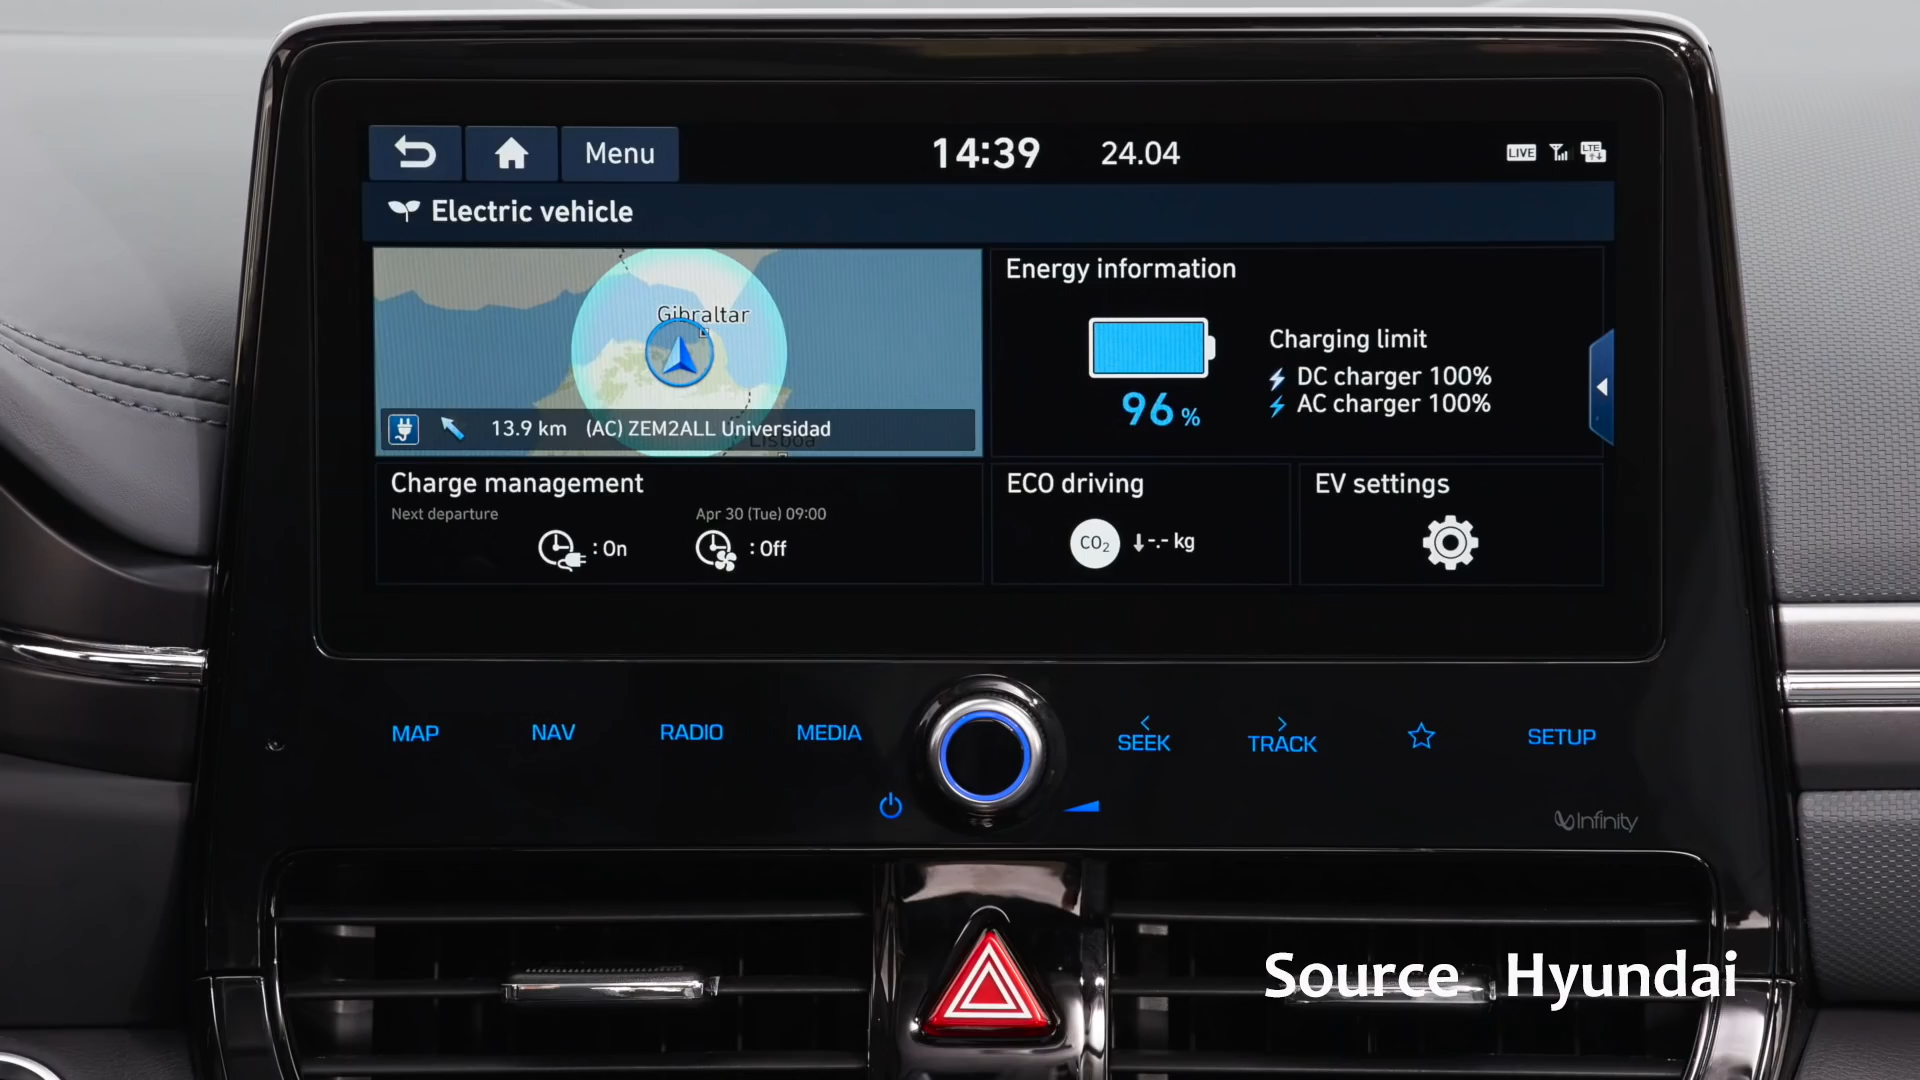 Menu
14:39
24.04
LIVE
LTE
Electric vehicle
Gibraltar
13.9 km (AC) ZEM2ALL Universidad
Lisboa
Energy information
96 %
Charging limit
DC charger 100%
AC charger 100%
Charge management
Next departure
Apr 30 (Tue) 09:00
: On
: Off
ECO driving
CO2
-.- kg
EV settings
MAP
NAV
RADIO
MEDIA
SEEK
TRACK
SETUP
Infinity
Source Hyundai